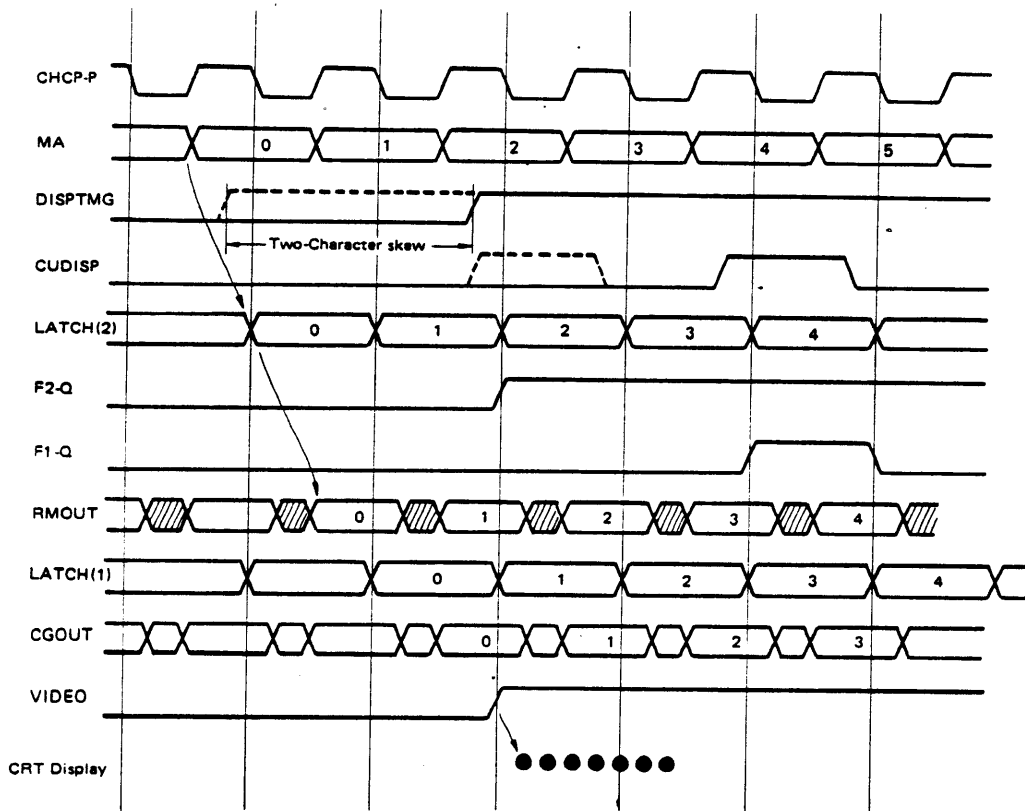 CHCP-P
MA 0 1 2 3 4 5
DISPTMG
Two-Character skew
CUDISP
LATCH(2) 0 1 2 3 4
F2-Q
F1-Q
RMOUT 0 1 2 3 4
LATCH(1) 0 1 2 3 4
CGOUT 0 1 2 3
VIDEO
CRT Display